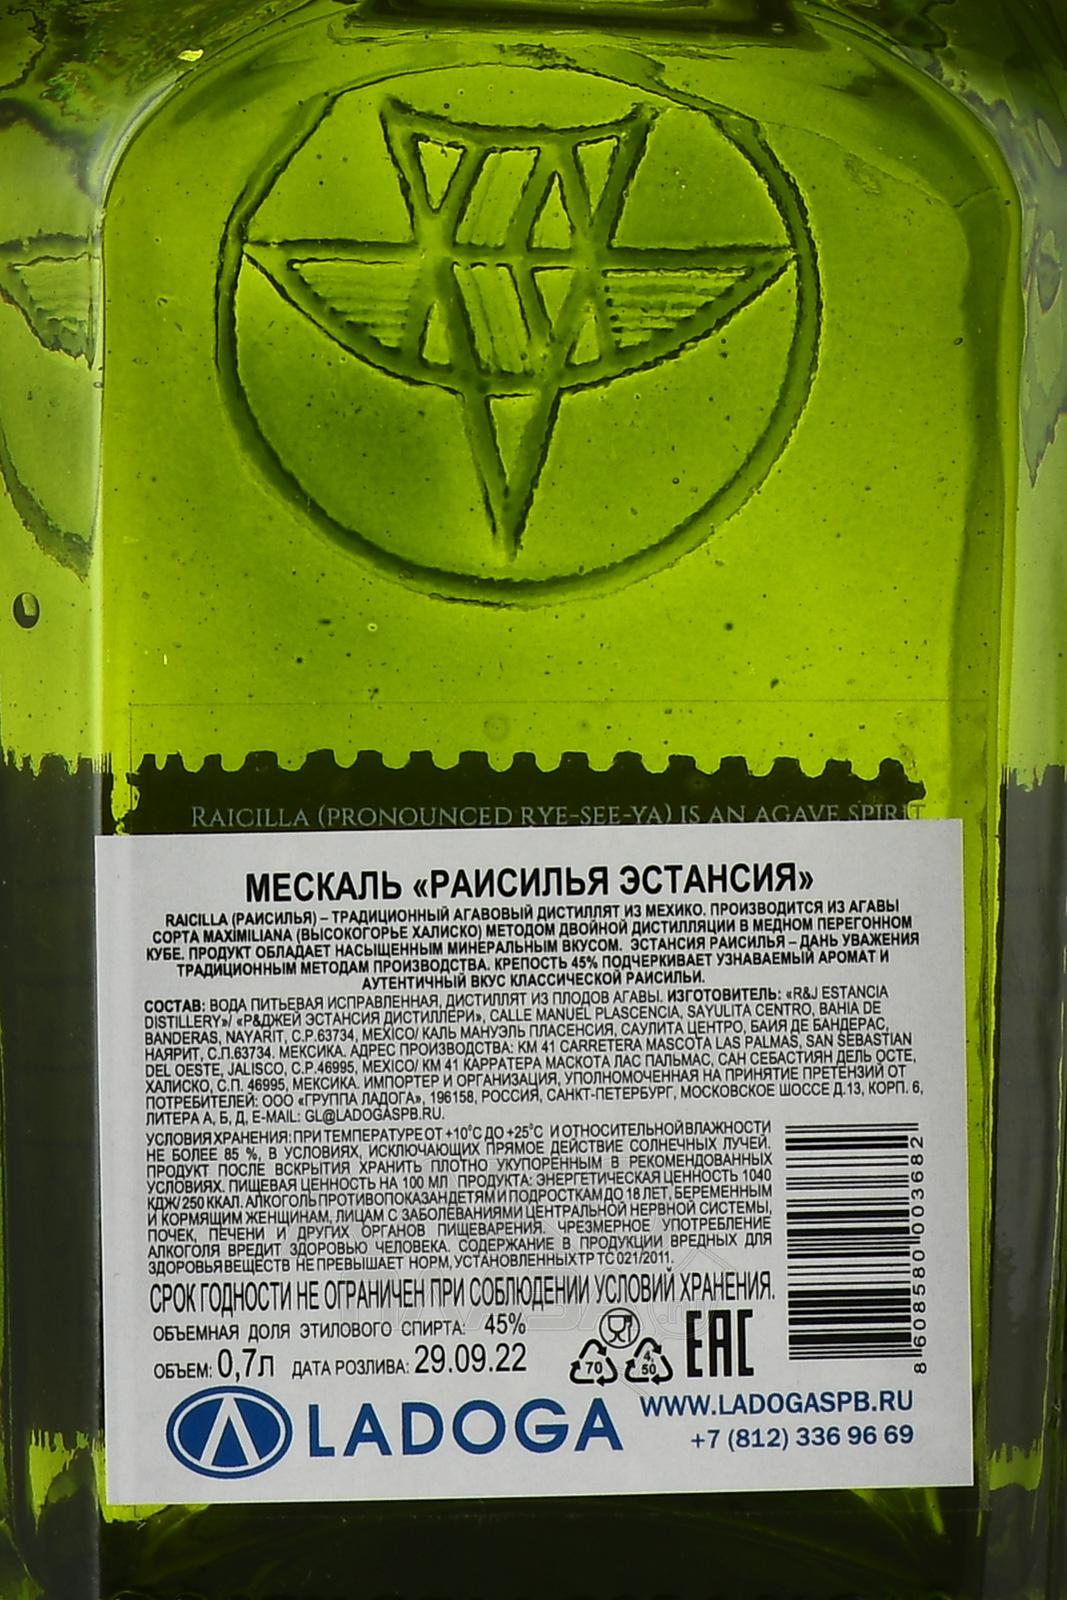 RAICILLA (PRONOUNCED RYE-SEE-YA) IS AN AGAVE SPIRIT
МЕСКАЛЬ «РАИСИЛЬЯ ЭСТАНСИЯ»
RAICILLA (РАИСИЛЬЯ) – ТРАДИЦИОННЫЙ АГАВОВЫЙ ДИСТИЛЛЯТ ИЗ МЕХИКО. ПРОИЗВОДИТСЯ ИЗ АГАВЫ
СОРТА MAXIMILIANA (ВЫСОКОГОРЬЕ ХАЛИСКО) МЕТОДОМ ДВОЙНОЙ ДИСТИЛЛЯЦИИ В МЕДНОМ ПЕРЕГОННОМ
КУБЕ. ПРОДУКТ ОБЛАДАЕТ НАСЫЩЕННЫМ МИНЕРАЛЬНЫМ ВКУСОМ. ЭСТАНСИЯ РАИСИЛЬЯ – ДАНЬ УВАЖЕНИЯ
ТРАДИЦИОННЫМ МЕТОДАМ ПРОИЗВОДСТВА. КРЕПОСТЬ 45% ПОДЧЕРКИВАЕТ УЗНАВАЕМЫЙ АРОМАТ И
АУТЕНТИЧНЫЙ ВКУС КЛАССИЧЕСКОЙ РАИСИЛЬИ.
СОСТАВ: ВОДА ПИТЬЕВАЯ ИСПРАВЛЕННАЯ, ДИСТИЛЛЯТ ИЗ ПЛОДОВ АГАВЫ. ИЗГОТОВИТЕЛЬ: «R&J ESTANCIA
DISTILLERY»/ «Р&ДЖЕЙ ЭСТАНСИЯ ДИСТИЛЛЕРИ», CALLE MANUEL PLASCENCIA, SAYULITA CENTRO, BAHIA DE
BANDERAS, NAYARIT, C.P.63734, MEXICO/ КАЛЬ МАНУЭЛЬ ПЛАСЕНСИЯ, САУЛИТА ЦЕНТРО, БАИЯ ДЕ БАНДЕРАС,
НАЯРИТ, С.П.63734. МЕКСИКА. АДРЕС ПРОИЗВОДСТВА: KM 41 CARRETERA MASCOTA LAS PALMAS, SAN SEBASTIAN
DEL OESTE, JALISCO, C.P.46995, MEXICO/ КМ 41 КАРРАТЕРА МАСКОТА ЛАС ПАЛЬМАС, САН СЕБАСТИАН ДЕЛЬ ОСТЕ,
ХАЛИСКО, С.П. 46995, МЕКСИКА. ИМПОРТЕР И ОРГАНИЗАЦИЯ, УПОЛНОМОЧЕННАЯ НА ПРИНЯТИЕ ПРЕТЕНЗИЙ ОТ
ПОТРЕБИТЕЛЕЙ: ООО «ГРУППА ЛАДОГА», 196158, РОССИЯ, САНКТ-ПЕТЕРБУРГ, МОСКОВСКОЕ ШОССЕ Д.13, КОРП. 6,
ЛИТЕРА А, Б, Д, E-MAIL: GL@LADOGASPB.RU.
УСЛОВИЯ ХРАНЕНИЯ: ПРИ ТЕМПЕРАТУРЕ ОТ +10°С ДО +25°С И ОТНОСИТЕЛЬНОЙ ВЛАЖНОСТИ
НЕ БОЛЕЕ 85 %, В УСЛОВИЯХ, ИСКЛЮЧАЮЩИХ ПРЯМОЕ ДЕЙСТВИЕ СОЛНЕЧНЫХ ЛУЧЕЙ.
ПРОДУКТ ПОСЛЕ ВСКРЫТИЯ ХРАНИТЬ ПЛОТНО УКУПОРЕННЫМ В РЕКОМЕНДОВАННЫХ
УСЛОВИЯХ. ПИЩЕВАЯ ЦЕННОСТЬ НА 100 МЛ ПРОДУКТА: ЭНЕРГЕТИЧЕСКАЯ ЦЕННОСТЬ 1040
КДЖ/ 250 ККАЛ. АЛКОГОЛЬ ПРОТИВОПОКАЗАН ДЕТЯМ И ПОДРОСТКАМ ДО 18 ЛЕТ, БЕРЕМЕННЫМ
И КОРМЯЩИМ ЖЕНЩИНАМ, ЛИЦАМ С ЗАБОЛЕВАНИЯМИ ЦЕНТРАЛЬНОЙ НЕРВНОЙ СИСТЕМЫ,
ПОЧЕК, ПЕЧЕНИ И ДРУГИХ ОРГАНОВ ПИЩЕВАРЕНИЯ. ЧРЕЗМЕРНОЕ УПОТРЕБЛЕНИЕ
АЛКОГОЛЯ ВРЕДИТ ЗДОРОВЬЮ ЧЕЛОВЕКА. СОДЕРЖАНИЕ В ПРОДУКЦИИ ВРЕДНЫХ ДЛЯ
ЗДОРОВЬЯ ВЕЩЕСТВ НЕ ПРЕВЫШАЕТ НОРМ, УСТАНОВЛЕННЫХ ТР ТС 021/2011.
СРОК ГОДНОСТИ НЕ ОГРАНИЧЕН ПРИ СОБЛЮДЕНИИ УСЛОВИЙ ХРАНЕНИЯ.
ОБЪЕМНАЯ ДОЛЯ ЭТИЛОВОГО СПИРТА: 45%
ОБЪЕМ: 0,7л ДАТА РОЗЛИВА: 29.09.22
70
4, 50
EAC
8 608580 003682
LADOGA
WWW.LADOGASPB.RU
+7 (812) 336 96 69